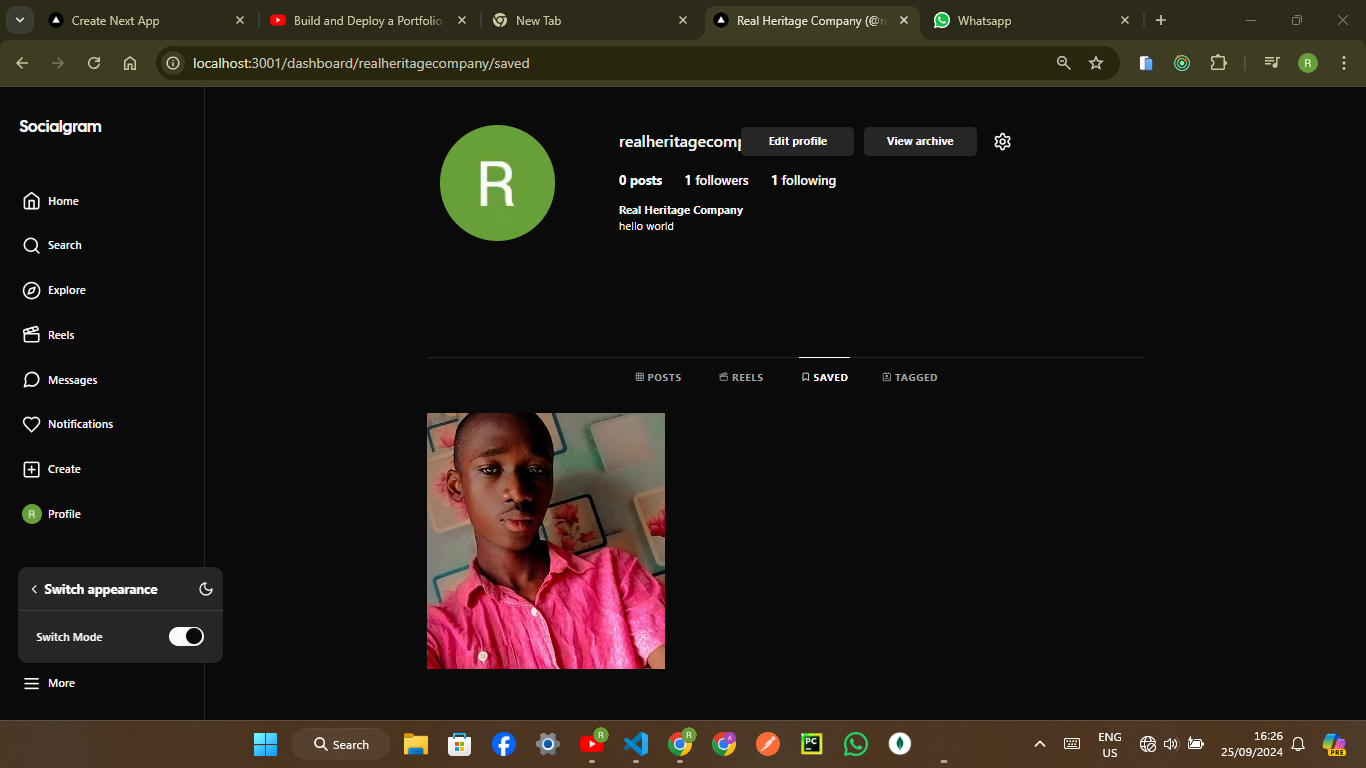 Create Next App
Build and Deploy a Portfolio
New Tab
Real Heritage Company (@re
Whatsapp
localhost:3001/dashboard/realheritagecompany/saved
R
Socialgram
Home
Search
Explore
Reels
Messages
Notifications
Create
R Profile
Switch appearance
Switch Mode
More
R
realheritagecomp
Edit profile
View archive
0 posts 1 followers 1 following
Real Heritage Company
hello world
POSTS REELS SAVED TAGGED
Search
R
R
A
PC
ENG
US
16:26
25/09/2024
PRE